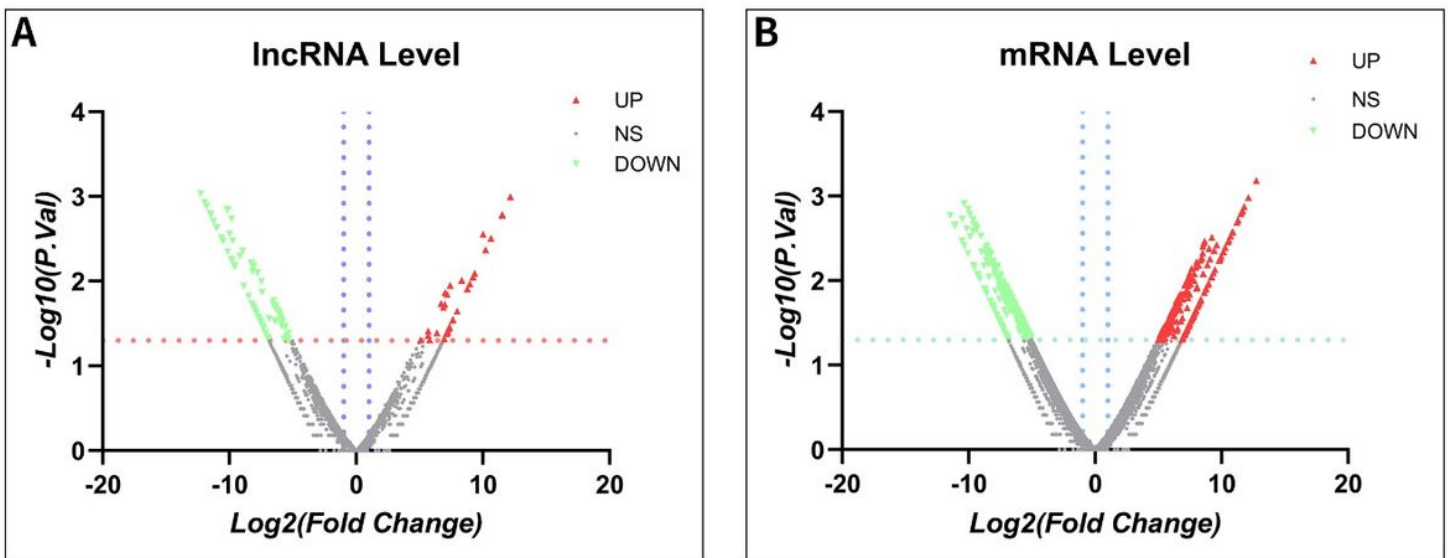 A
lncRNA Level
UP
NS
DOWN
4
3
2
1
0
-Log10(P.Val)
-20
-10
0
10
20
Log2(Fold Change)
B
mRNA Level
UP
NS
DOWN
4
3
2
1
0
-Log10(P.Val)
-20
-10
0
10
20
Log2(Fold Change)